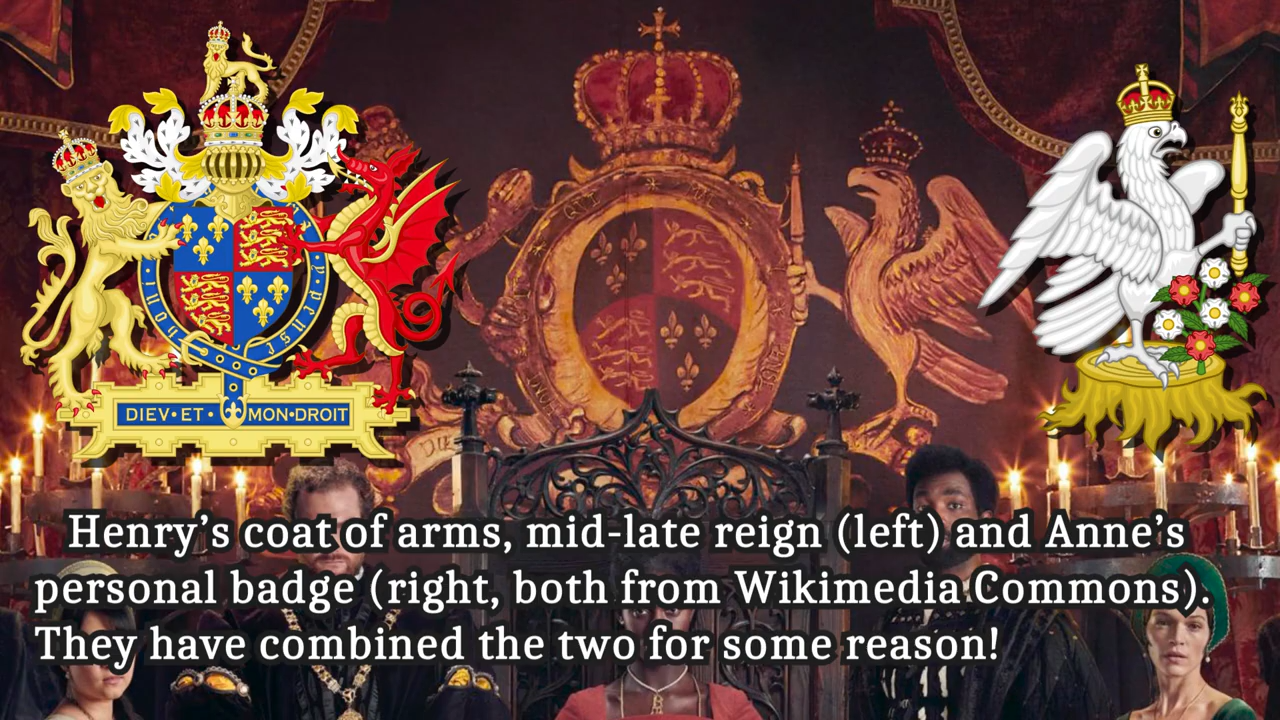 DIEV•ET• MON•DROIT
Henry’s coat of arms, mid-late reign (left) and Anne’s
personal badge (right, both from Wikimedia Commons).
They have combined the two for some reason!